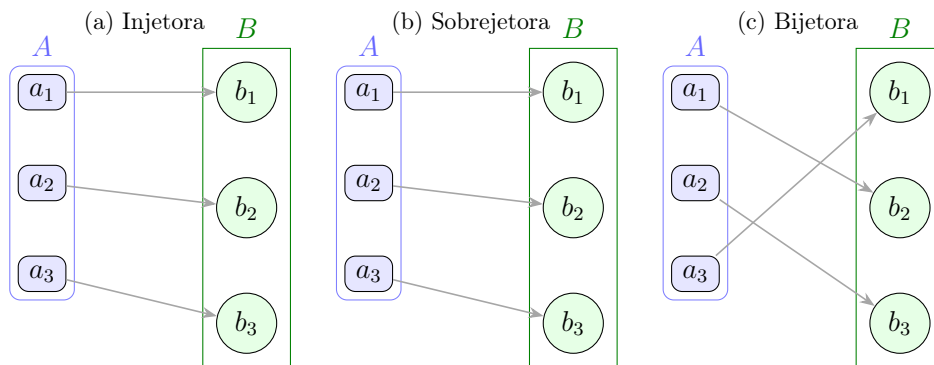 (a) Injetora
A
B
a₁
b₁
a₂
b₂
a₃
b₃
(b) Sobrejetora
A
B
a₁
b₁
a₂
b₂
a₃
b₃
(c) Bijetora
A
B
a₁
b₁
a₂
b₂
a₃
b₃